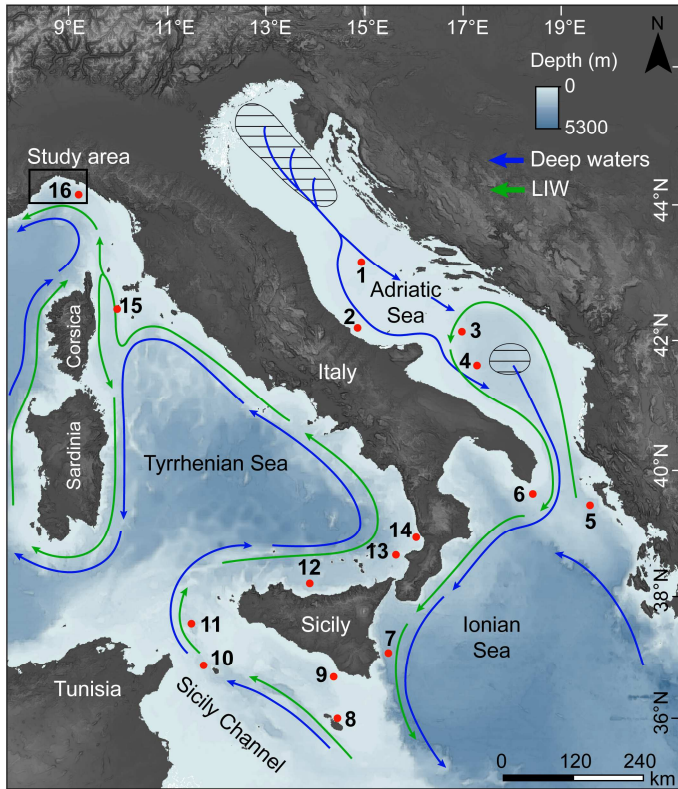 9°E
11°E
13°E
15°E
17°E
19°E
N
Depth (m)
0
5300
Study area
Deep waters
16
LIW
44°N
1
Adriatic
Sea
15
2
3
Corsica
42°N
4
Italy
Sardinia
Tyrrhenian Sea
40°N
6
5
14
13
12
38°N
11
Sicily
Ionian
Sea
7
10
9
Tunisia
Sicily Channel
8
36°N
0 120 240
km